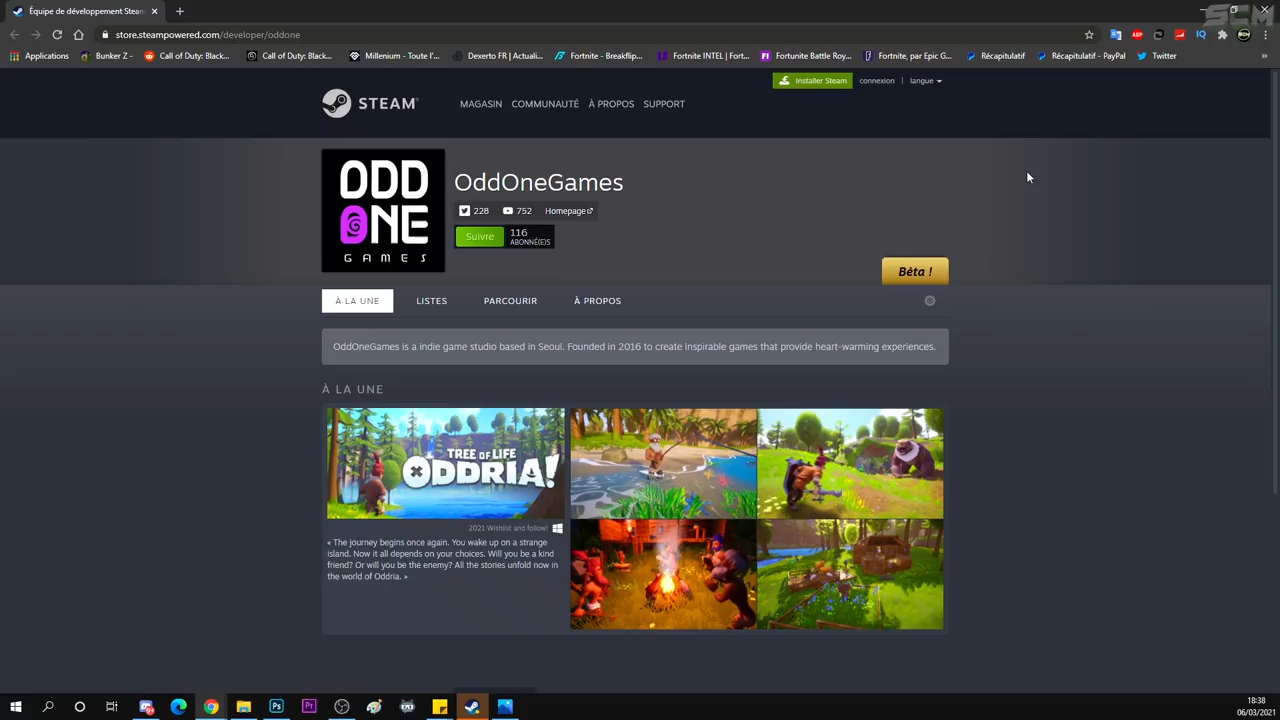 Équipe de développement Steam
SCM
store.steampowered.com/developer/oddone
ABP
IQ
Applications
Bunker Z -
Call of Duty: Black...
Call of Duty: Black...
Millenium - Toute l'...
Dexerto FR | Actuali...
Fortnite - Breakflip...
Fortnite INTEL | Fort...
Fortunite Battle Roy...
Fortnite, par Epic G...
Récapitulatif
Récapitulatif - PayPal
Twitter
Installer Steam
connexion | langue
STEAM
MAGASIN COMMUNAUTÉ À PROPOS SUPPORT
ODD
ONE
GAMES
OddOneGames
228 752 Homepage
Suivre
116
ABONNÉ(E)S
Bêta !
À LA UNE LISTES PARCOURIR À PROPOS
OddOneGames is a indie game studio based in Seoul. Founded in 2016 to create inspirable games that provide heart-warming experiences.
À LA UNE
TREE OF LIFE
ODDRIA!
2021 Wishlist and follow!
« The journey begins once again. You wake up on a strange
island. Now it all depends on your choices. Will you be a kind
friend? Or will you be the enemy? All the stories unfold now in
the world of Oddria. »
Ps
Pr
18:38
06/03/2021